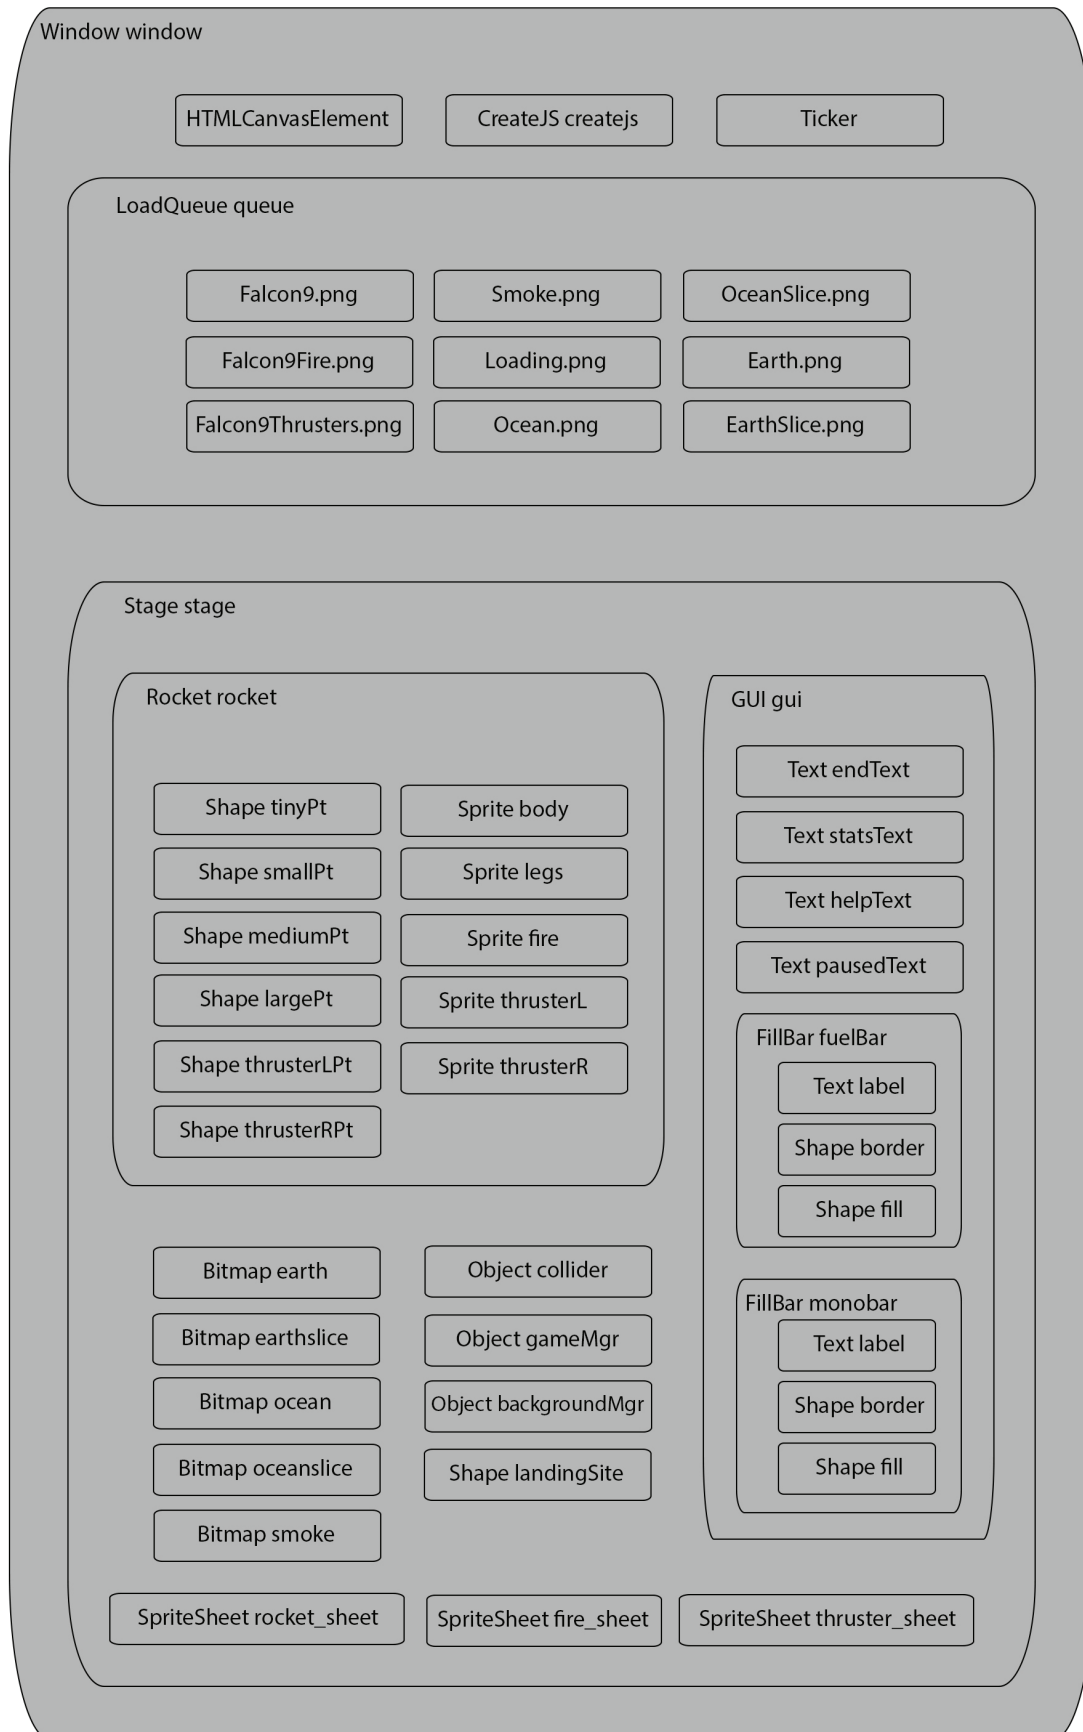 Window window
HTMLCanvasElement
CreateJS createjs
Ticker
LoadQueue queue
Falcon9.png
Smoke.png
OceanSlice.png
Falcon9Fire.png
Loading.png
Earth.png
Falcon9Thrusters.png
Ocean.png
EarthSlice.png
Stage stage
Rocket rocket
Shape tinyPt
Sprite body
Shape smallPt
Sprite legs
Shape mediumPt
Sprite fire
Shape largePt
Sprite thrusterL
Shape thrusterLPt
Sprite thrusterR
Shape thrusterRPt
GUI gui
Text endText
Text statsText
Text helpText
Text pausedText
FillBar fuelBar
Text label
Shape border
Shape fill
FillBar monobar
Text label
Shape border
Shape fill
Bitmap earth
Object collider
Bitmap earthslice
Object gameMgr
Bitmap ocean
Object backgroundMgr
Bitmap oceanslice
Shape landingSite
Bitmap smoke
SpriteSheet rocket_sheet
SpriteSheet fire_sheet
SpriteSheet thruster_sheet